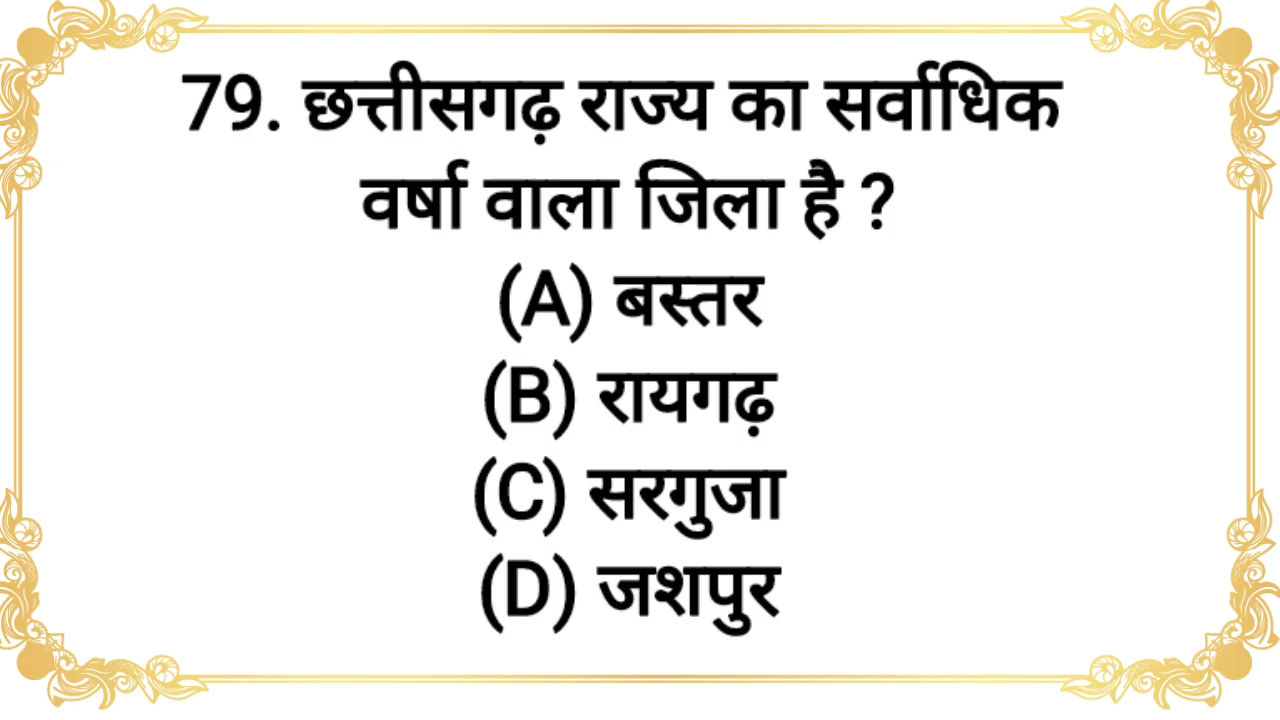 79. छत्तीसगढ़ राज्य का सर्वाधिक
वर्षा वाला जिला है ?
(A) बस्तर
(B) रायगढ़
(C) सरगुजा
(D) जशपुर